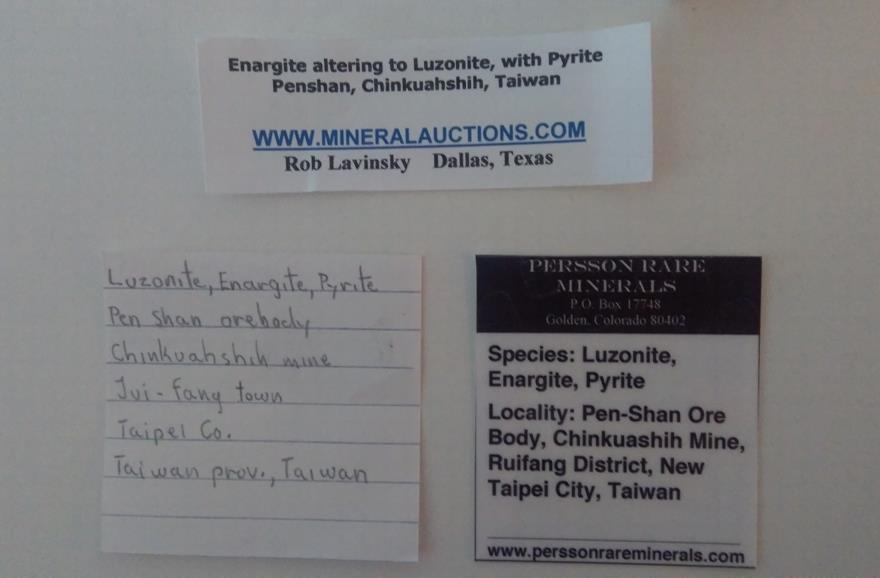 Enargite altering to Luzonite, with Pyrite
Penshan, Chinkuahshih, Taiwan
WWW.MINERALAUCTIONS.COM
Rob Lavinsky Dallas, Texas
Luzonite, Enargite, Pyrite
Pen Shan orebody
Chinkuahshih mine
Jui-fang town
Taipei Co.
Taiwan prov., Taiwan
PERSSON RARE
MINERALS
P.O. Box 17748
Golden, Colorado 80402
Species: Luzonite,
Enargite, Pyrite
Locality: Pen-Shan Ore
Body, Chinkuashih Mine,
Ruifang District, New
Taipei City, Taiwan
www.perssonrareminerals.com